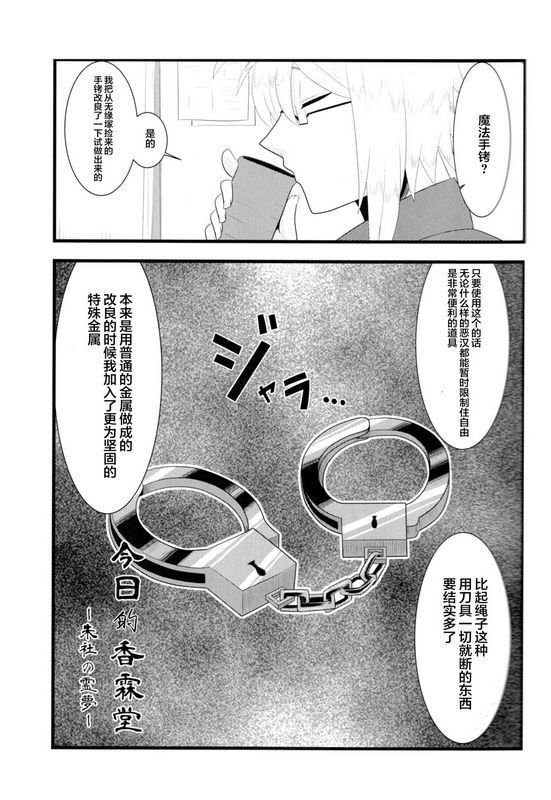 魔法手铐？
是的
我把从无缘塚捡来的
手铐改良了一下试做出来的
只要使用这个的话
无论什么样的恶汉都能暂时限制住自由
是非常便利的道具
ジャラ…
本来是用普通的金属做成的
改良的时候我加入了更为坚固的
特殊金属
比起绳子这种
用刀具一切就断的东西
要结实多了
今日的香霖堂
ー朱社の霊夢ー